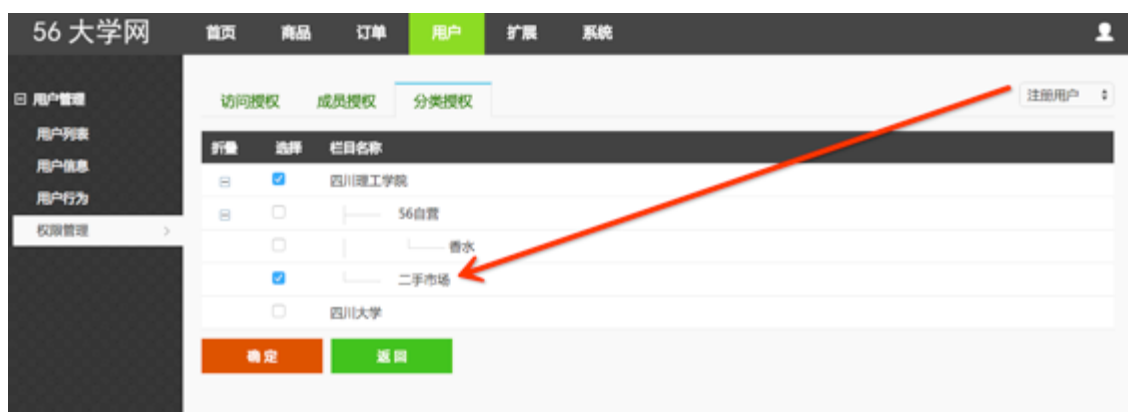 56 大学网 首页 商品 订单 用户 扩展 系统
用户管理
用户列表
用户信息
用户行为
权限管理
访问授权 成员授权 分类授权 注册用户
折叠 选择 栏目名称
四川理工学院
56自营
香水
二手市场
四川大学
确定 返回